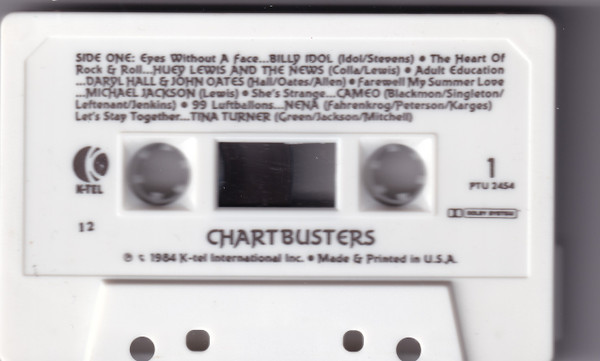 SIDE ONE: Eyes Without A Face...BILLY IDOL (Idol/Stevens) • The Heart Of
Rock & Roll...HUEY LEWIS AND THE NEWS (Colla/Lewis) • Adult Education
...DARYL HALL & JOHN OATES (Hall/Oates/Allen) • Farewell My Summer Love
...MICHAEL JACKSON (Lewis) • She's Strange...CAMEO (Blackmon/Singleton/
Leftenant/Jenkins) • 99 Luftballons...NENA (Fahrenkrog/Peterson/Karges)
Let's Stay Together...TINA TURNER (Green/Jackson/Mitchell)
K-TEL
1
PTU 2454
DOLBY SYSTEM
12
CHARTBUSTERS
℗ © 1984 K-tel International Inc. • Made & Printed in U.S.A.